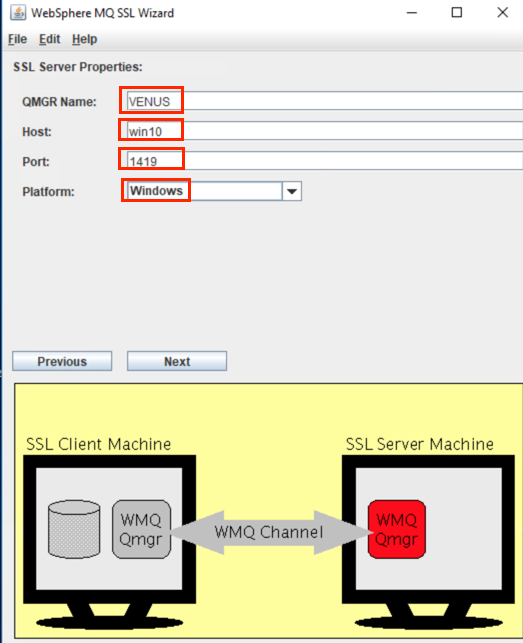 WebSphere MQ SSL Wizard
File Edit Help
SSL Server Properties:
QMGR Name: VENUS
Host: win10
Port: 1419
Platform: Windows
Previous Next
SSL Client Machine SSL Server Machine
WMQ Qmgr
WMQ Channel
WMQ Qmgr